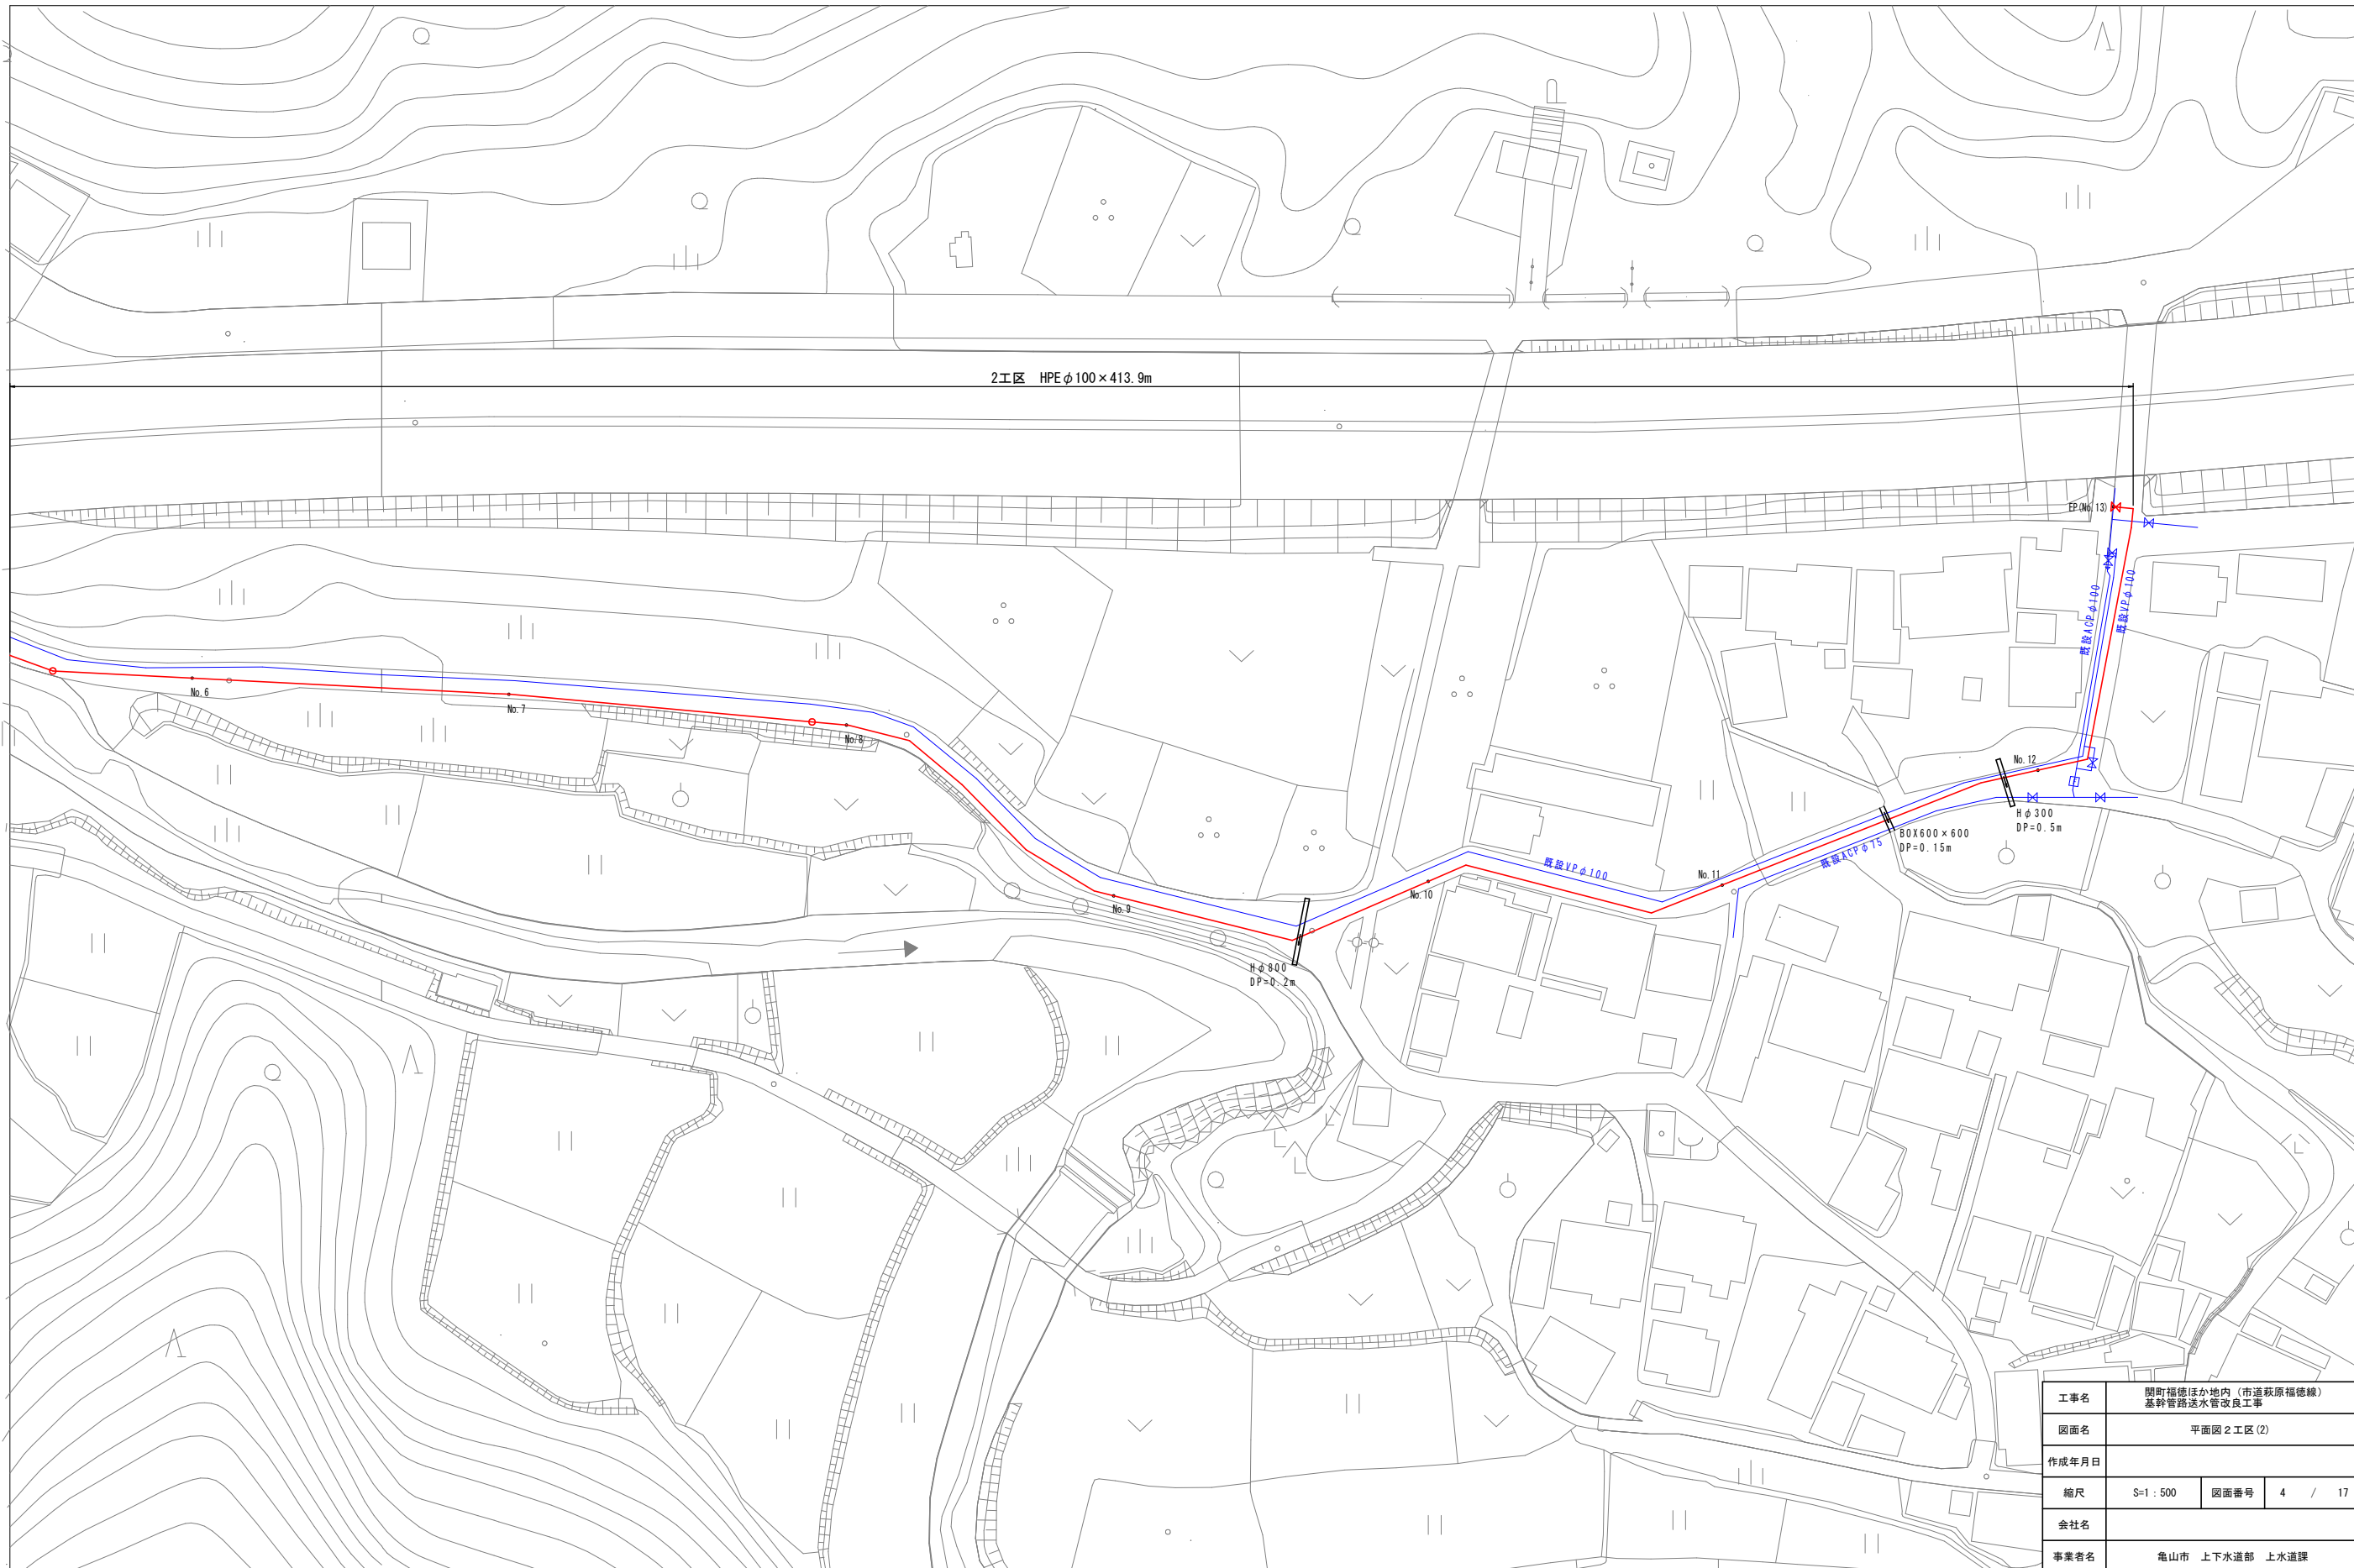 2工区 HPEφ100×413.9m
EP(No.13)
既設ACPφ100
既設VPφ100
No.6
No.7
No.8
No.9
No.10
No.11
No.12
既設VPφ100
既設ACPφ75
Hφ300
DP=0.5m
BOX600×600
DP=0.15m
Hφ800
DP=0.2m
工事名 関町福徳ほか地内（市道萩原福徳線）
基幹管路送水管改良工事
図面名 平面図2工区(2)
作成年月日
縮尺 S=1：500 図面番号 4 / 17
会社名
事業者名 亀山市 上下水道部 上水道課